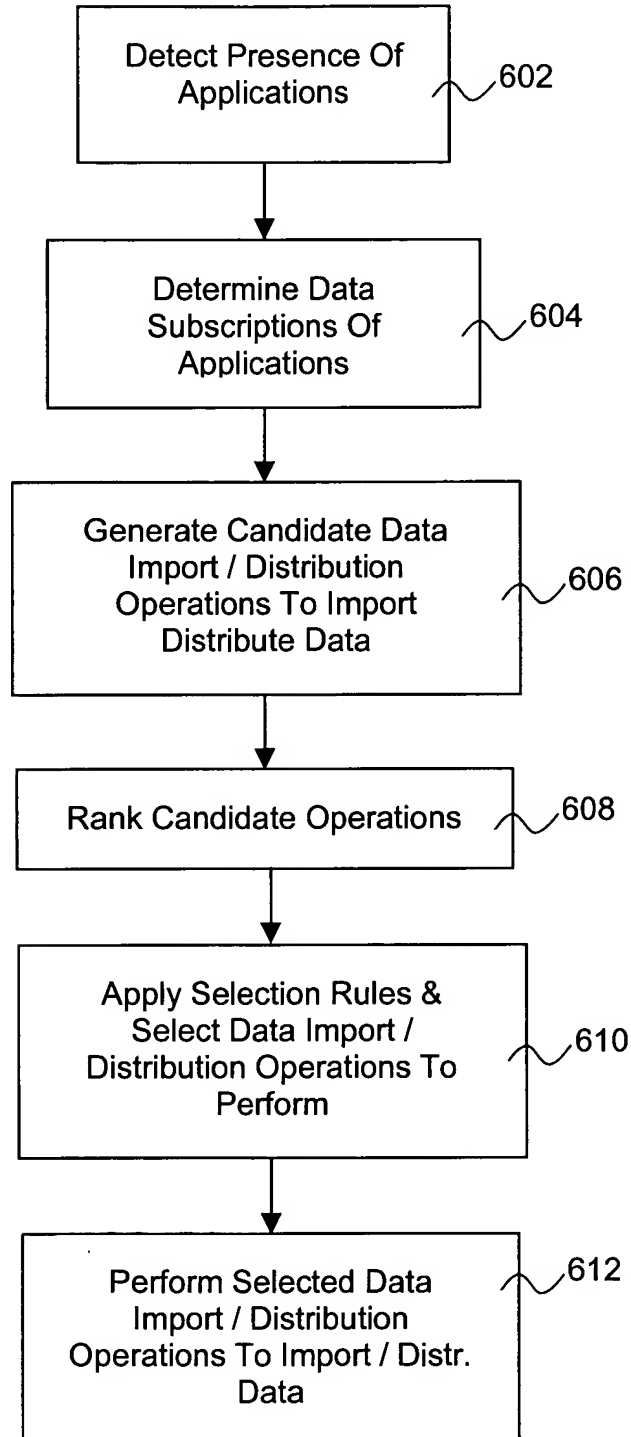 Detect Presence Of
Applications
602
Determine Data
Subscriptions Of
Applications
604
Generate Candidate Data
Import / Distribution
Operations To Import
Distribute Data
606
Rank Candidate Operations
608
Apply Selection Rules &
Select Data Import /
Distribution Operations To
Perform
610
Perform Selected Data
Import / Distribution
Operations To Import / Distr.
Data
612